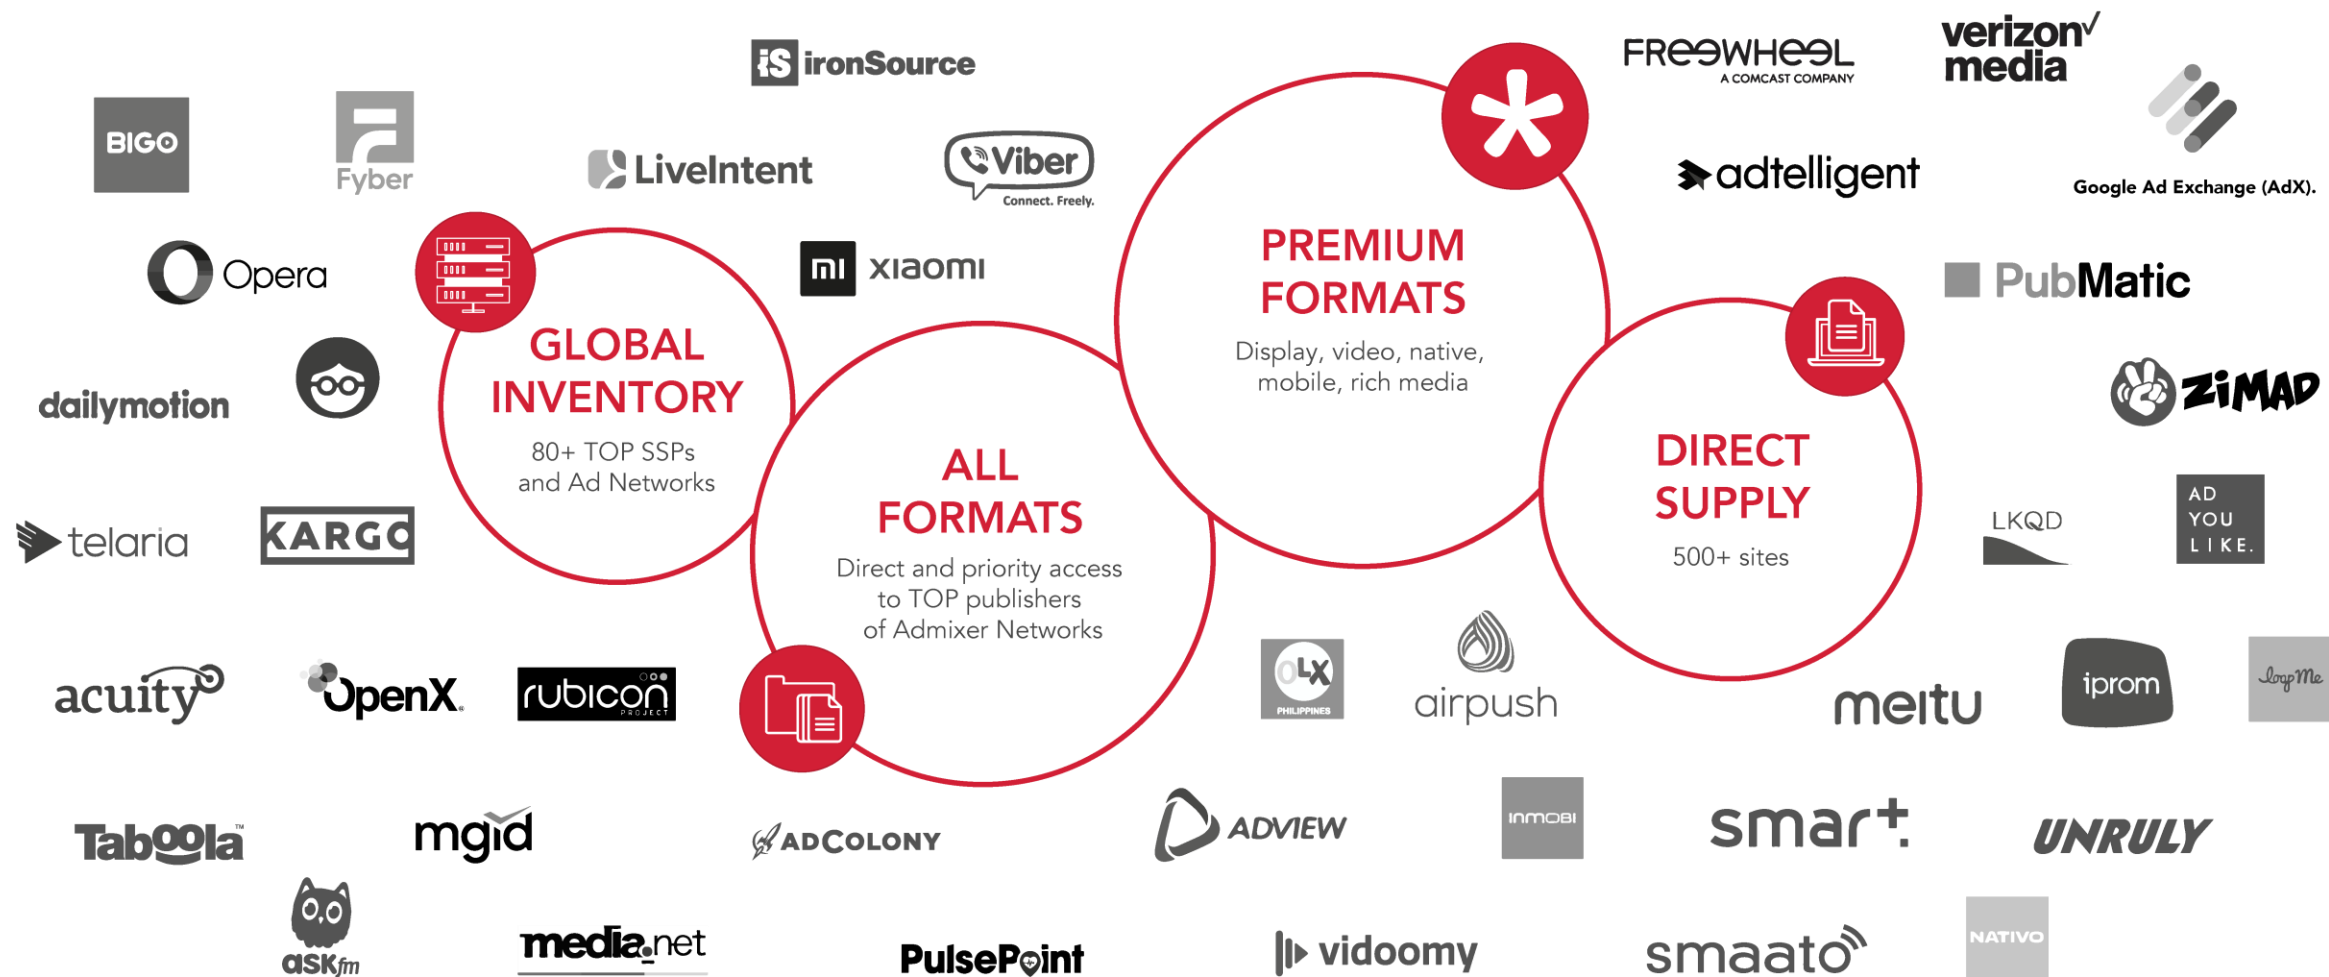 iS ironSource
FREEWHEEL
A COMCAST COMPANY
verizon✓
media
BIGO
Fyber
LiveIntent
Viber
Connect. Freely.
adtelligent
Google Ad Exchange (AdX).
Opera
mi xiaomi
PubMatic
GLOBAL
INVENTORY
80+ TOP SSPs
and Ad Networks
PREMIUM
FORMATS
Display, video, native,
mobile, rich media
dailymotion
ZiMAD
ALL
FORMATS
Direct and priority access
to TOP publishers
of Admixer Networks
DIRECT
SUPPLY
500+ sites
telaria
KARGO
LKQD
AD
YOU
LIKE.
acuity
OpenX
rubicon
PROJECT
OLX
PHILIPPINES
airpush
meitu
iprom
loopMe
Taboola™
mgid
ADCOLONY
ADVIEW
INMOBI
smart.
UNRULY
ASKfm
media.net
PulsePoint
vidoomy
smaato
NATIVO